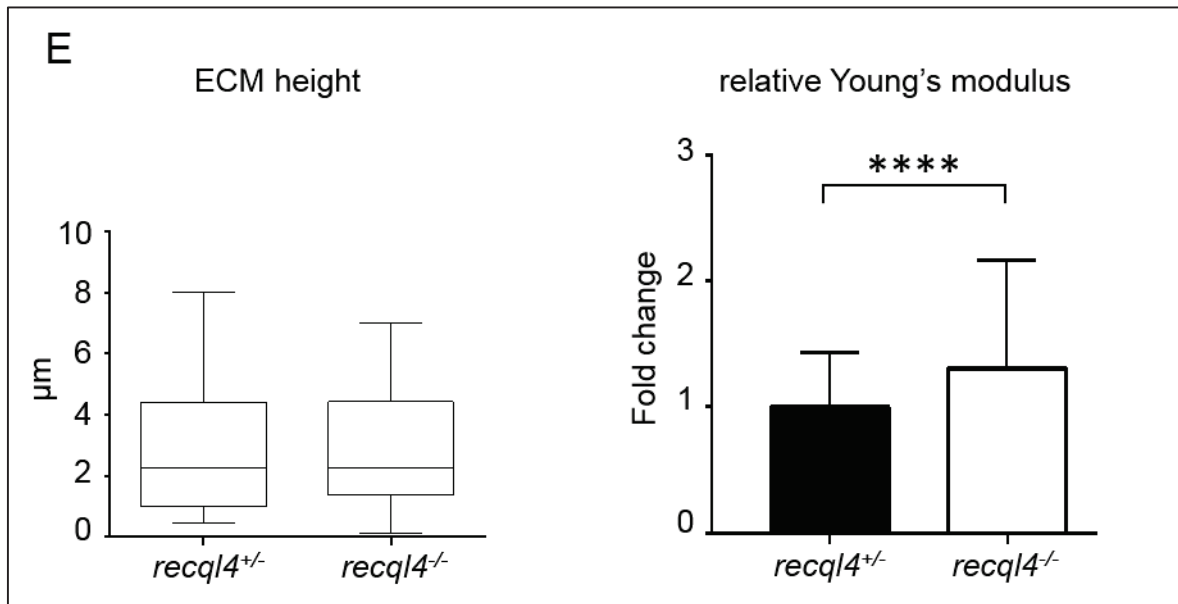 E
ECM height
relative Young's modulus
10
8
6
4
2
0
µm
recql4+/-
recql4-/-
3
2
1
0
Fold change
****
recql4+/-
recql4-/-